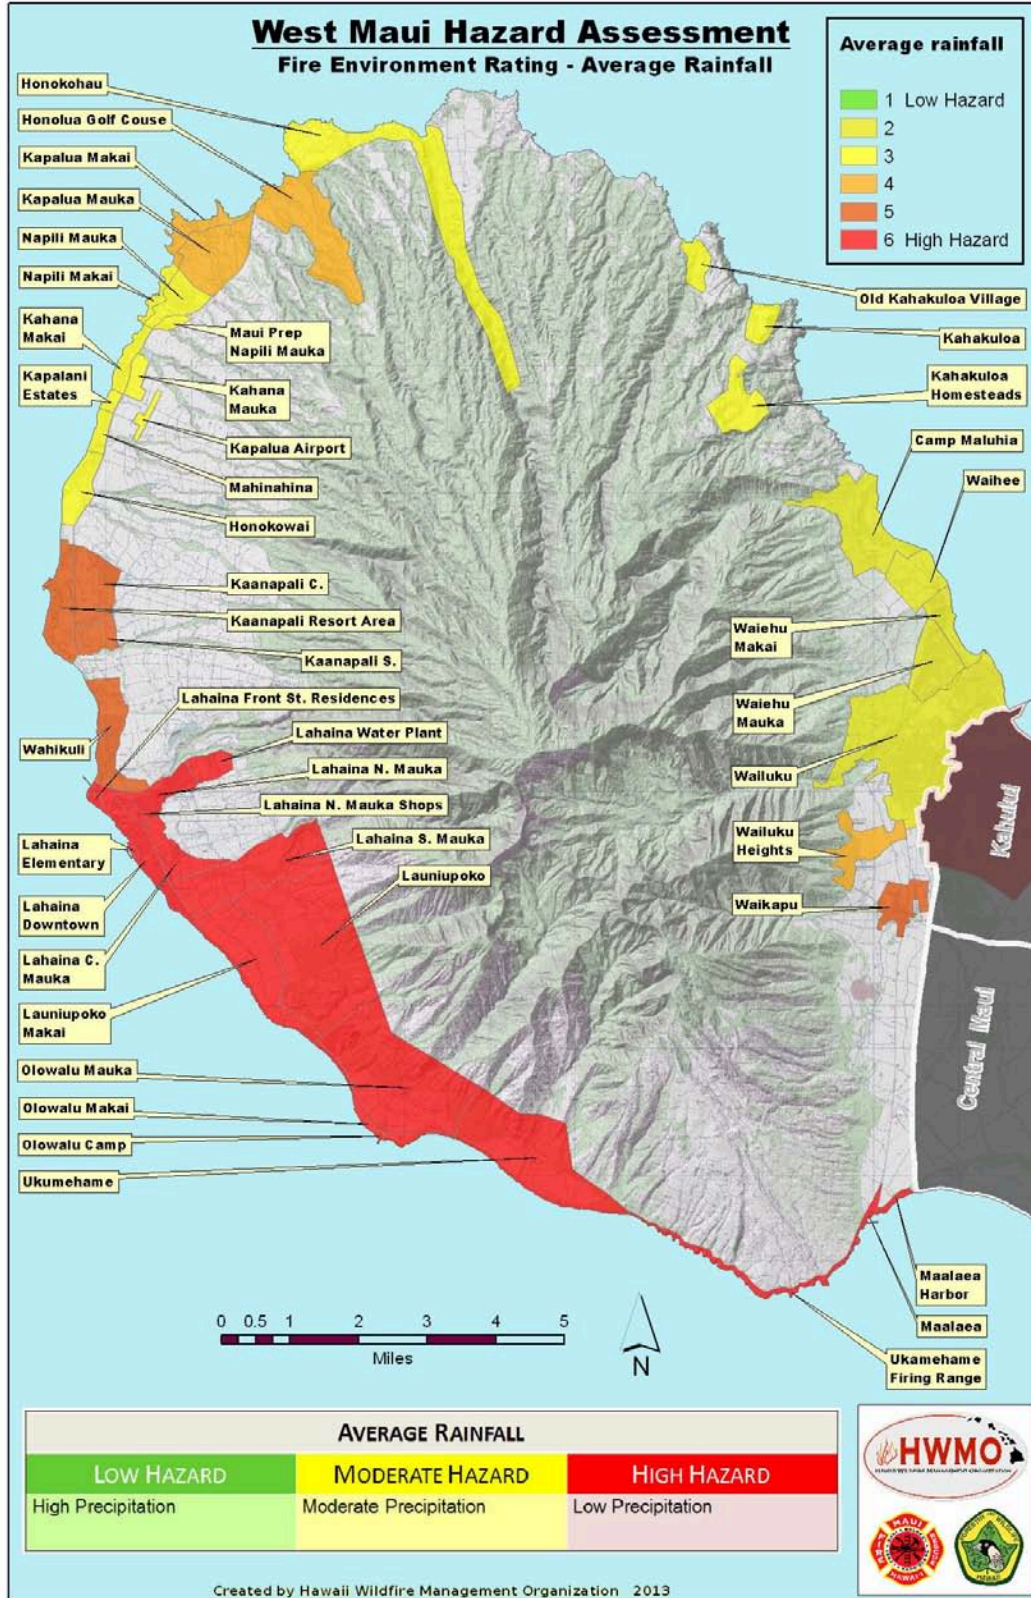 West Maui Hazard Assessment
Fire Environment Rating - Average Rainfall
Average rainfall
1 Low Hazard
2
3
4
5
6 High Hazard
Honokohau
Honolua Golf Couse
Kapalua Makai
Kapalua Mauka
Napili Mauka
Napili Makai
Kahana
Makai
Kapalani
Estates
Maui Prep
Napili Mauka
Kahana
Mauka
Kapalua Airport
Mahinahina
Honokowai
Kaanapali C.
Kaanapali Resort Area
Kaanapali S.
Lahaina Front St. Residences
Wahikuli
Lahaina Water Plant
Lahaina N. Mauka
Lahaina N. Mauka Shops
Lahaina S. Mauka
Launiupoko
Lahaina
Elementary
Lahaina
Downtown
Lahaina C.
Mauka
Launiupoko
Makai
Olowalu Mauka
Olowalu Makai
Olowalu Camp
Ukumehame
Old Kahakuloa Village
Kahakuloa
Kahakuloa
Homesteads
Camp Maluhia
Waihee
Waiehu
Makai
Waiehu
Mauka
Wailuku
Wailuku
Heights
Waikapu
Kahului
Central Maui
Maalaea
Harbor
Maalaea
Ukamehame
Firing Range
0 0.5 1 2 3 4 5
Miles
N
AVERAGE RAINFALL
LOW HAZARD MODERATE HAZARD HIGH HAZARD
High Precipitation Moderate Precipitation Low Precipitation
HWMO
MAUI
FIRE
HAWAII
Created by Hawaii Wildfire Management Organization 2013